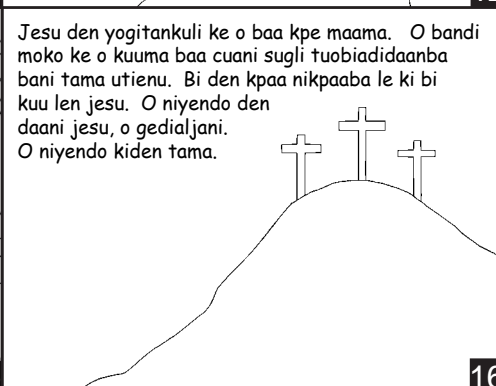 Jesu den yogitankuli ke o baa kpe maama. O bandi
moko ke o kuuma baa cuani sugli tuobiadidaanba
bani tama utienu. Bi den kpaa nikpaaba le ki bi
kuu len jesu. O niyendo den
daani jesu, o gedialjani.
O niyendo kiden tama.
16